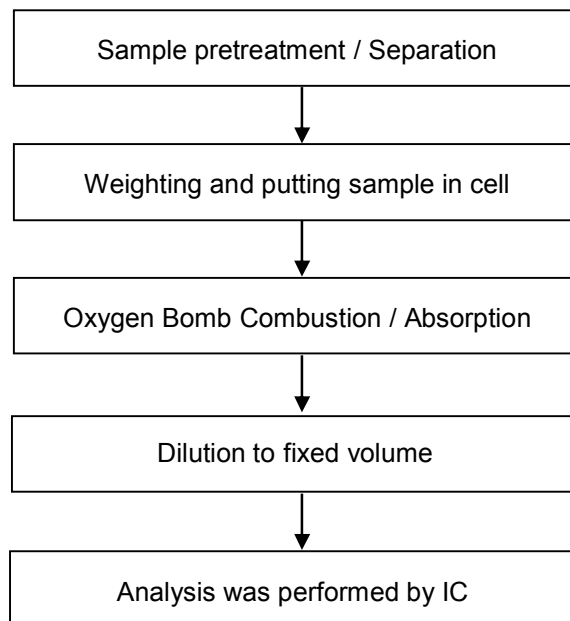 Sample pretreatment / Separation
Weighting and putting sample in cell
Oxygen Bomb Combustion / Absorption
Dilution to fixed volume
Analysis was performed by IC